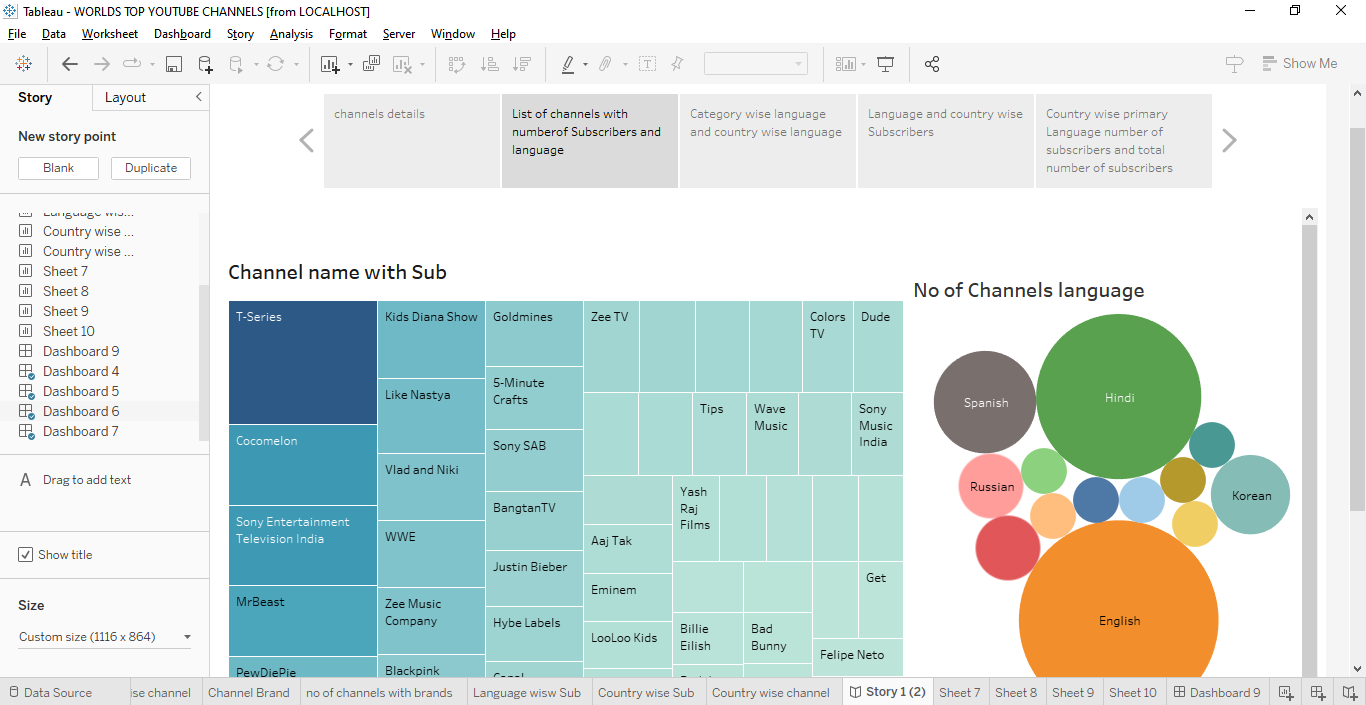 Tableau - WORLDS TOP YOUTUBE CHANNELS [from LOCALHOST]
File Data Worksheet Dashboard Story Analysis Format Server Window Help
Show Me
Story Layout
New story point
Blank Duplicate
Language wis...
Country wise ...
Country wise ...
Sheet 7
Sheet 8
Sheet 9
Sheet 10
Dashboard 9
Dashboard 4
Dashboard 5
Dashboard 6
Dashboard 7
A Drag to add text
Show title
Size
Custom size (1116 x 864)
channels details
List of channels with
numberof Subscribers and
language
Category wise language
and country wise language
Language and country wise
Subscribers
Country wise primary
Language number of
subscribers and total
number of subscribers
Channel name with Sub
T-Series
Cocomelon
Sony Entertainment
Television India
MrBeast
PewDiePie
Kids Diana Show
Like Nastya
Vlad and Niki
WWE
Zee Music
Company
Blackpink
Goldmines
5-Minute
Crafts
Sony SAB
BangtanTV
Justin Bieber
Hybe Labels
Zee TV
Colors
TV
Dude
Tips
Wave
Music
Sony
Music
India
Aaj Tak
Eminem
LooLoo Kids
Yash
Raj
Films
Billie
Eilish
Bad
Bunny
Get
Felipe Neto
No of Channels language
Spanish
Hindi
Russian
Korean
English
Data Source ise channel Channel Brand no of channels with brands Language wisw Sub Country wise Sub Country wise channel Story 1 (2) Sheet 7 Sheet 8 Sheet 9 Sheet 10 Dashboard 9